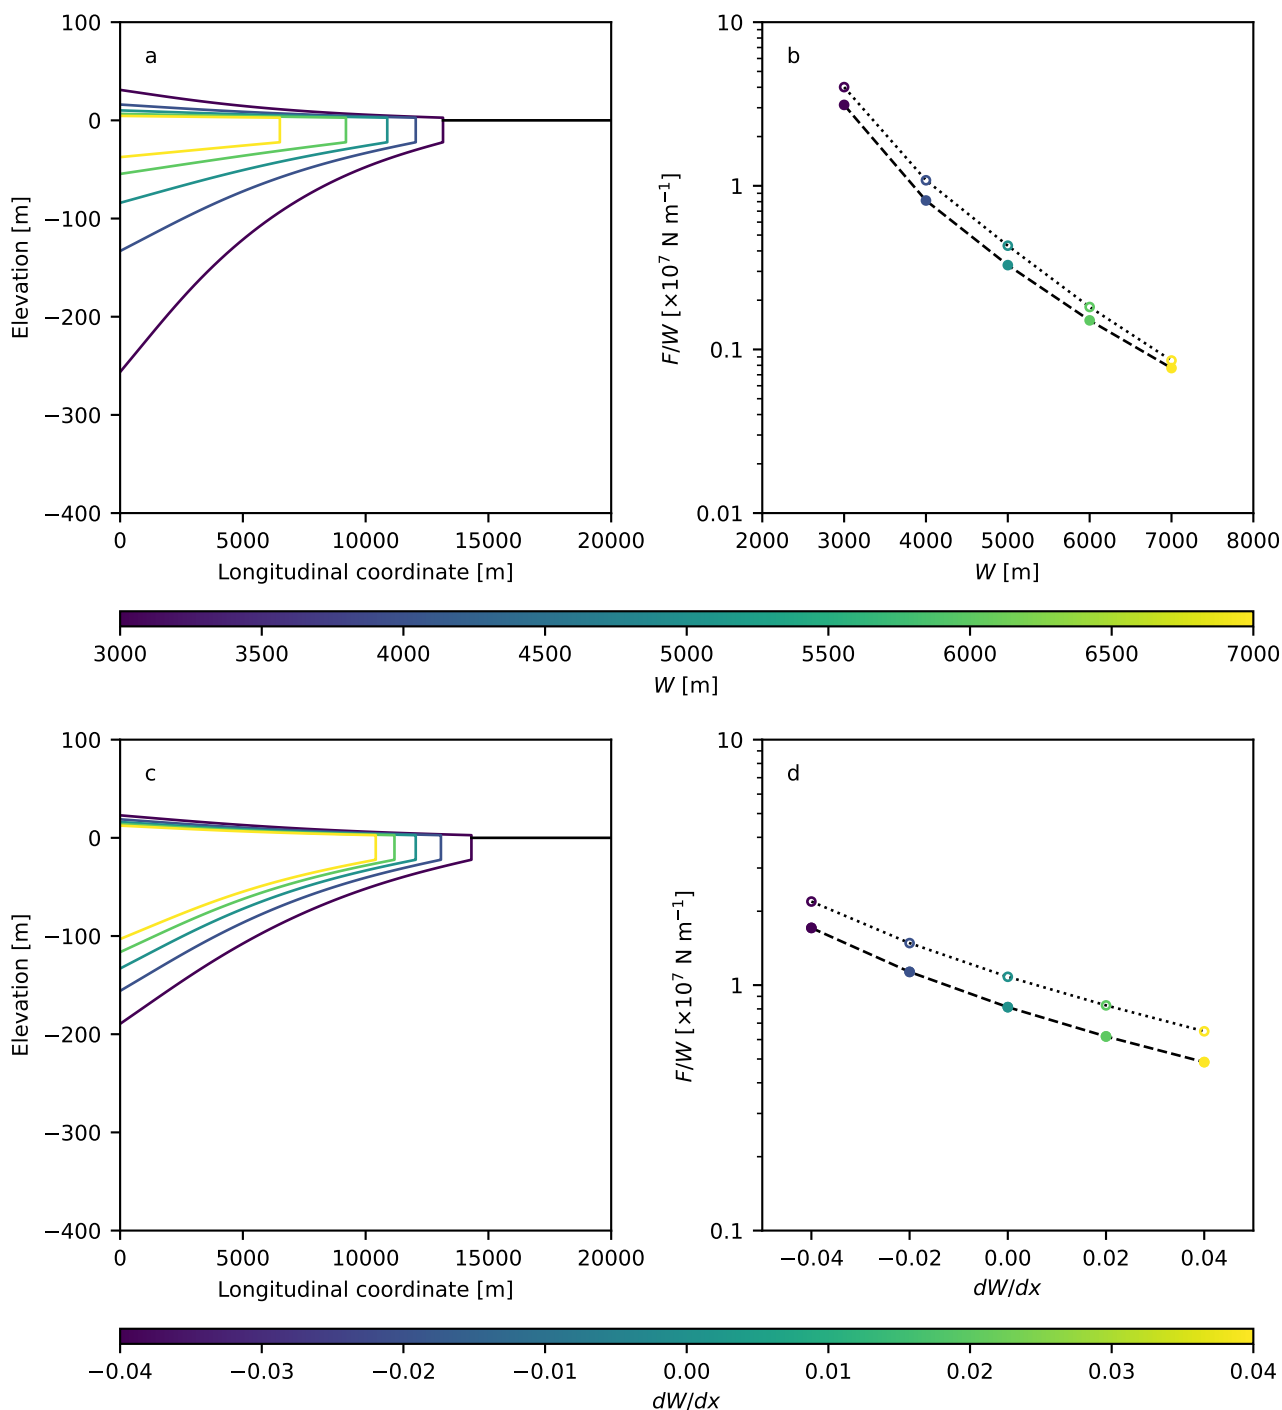 a
100
0
−100
−200
−300
−400
Elevation [m]
0 5000 10000 15000 20000
Longitudinal coordinate [m]
b
10
1
0.1
0.01
F/W [×10⁷ N m⁻¹]
2000 3000 4000 5000 6000 7000 8000
W [m]
3000 3500 4000 4500 5000 5500 6000 6500 7000
W [m]
c
100
0
−100
−200
−300
−400
Elevation [m]
0 5000 10000 15000 20000
Longitudinal coordinate [m]
d
10
1
0.1
F/W [×10⁷ N m⁻¹]
−0.04 −0.02 0.00 0.02 0.04
dW/dx
−0.04 −0.03 −0.02 −0.01 0.00 0.01 0.02 0.03 0.04
dW/dx